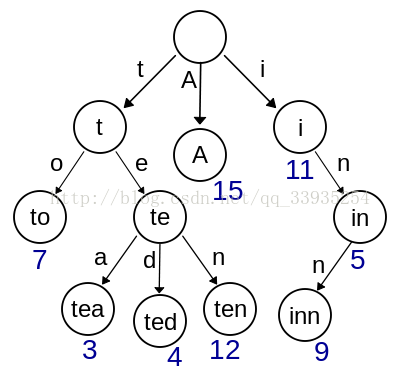 t
A
i
t
A
i
15
11
o
e
n
http://blog.csdn.net/qq_33935254
to
te
in
7
5
a
d
n
n
tea
ted
ten
inn
3
4
12
9